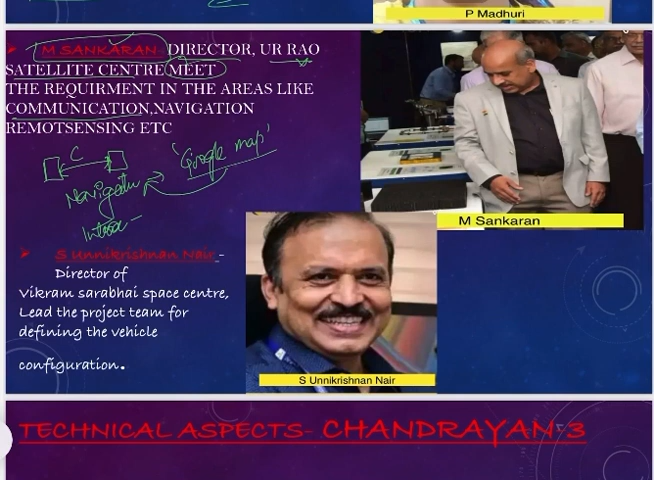 P Madhuri
M SANKARAN- DIRECTOR, UR RAO
SATELLITE CENTRE MEET
THE REQUIRMENT IN THE AREAS LIKE
COMMUNICATION,NAVIGATION
REMOTSENSING ETC
C
'Google map'
Navigation
M Sankaran
S Unnikrishnan Nair -
Director of
Vikram sarabhai space centre,
Lead the project team for
defining the vehicle
configuration.
S Unnikrishnan Nair
TECHNICAL ASPECTS- CHANDRAYAN-3